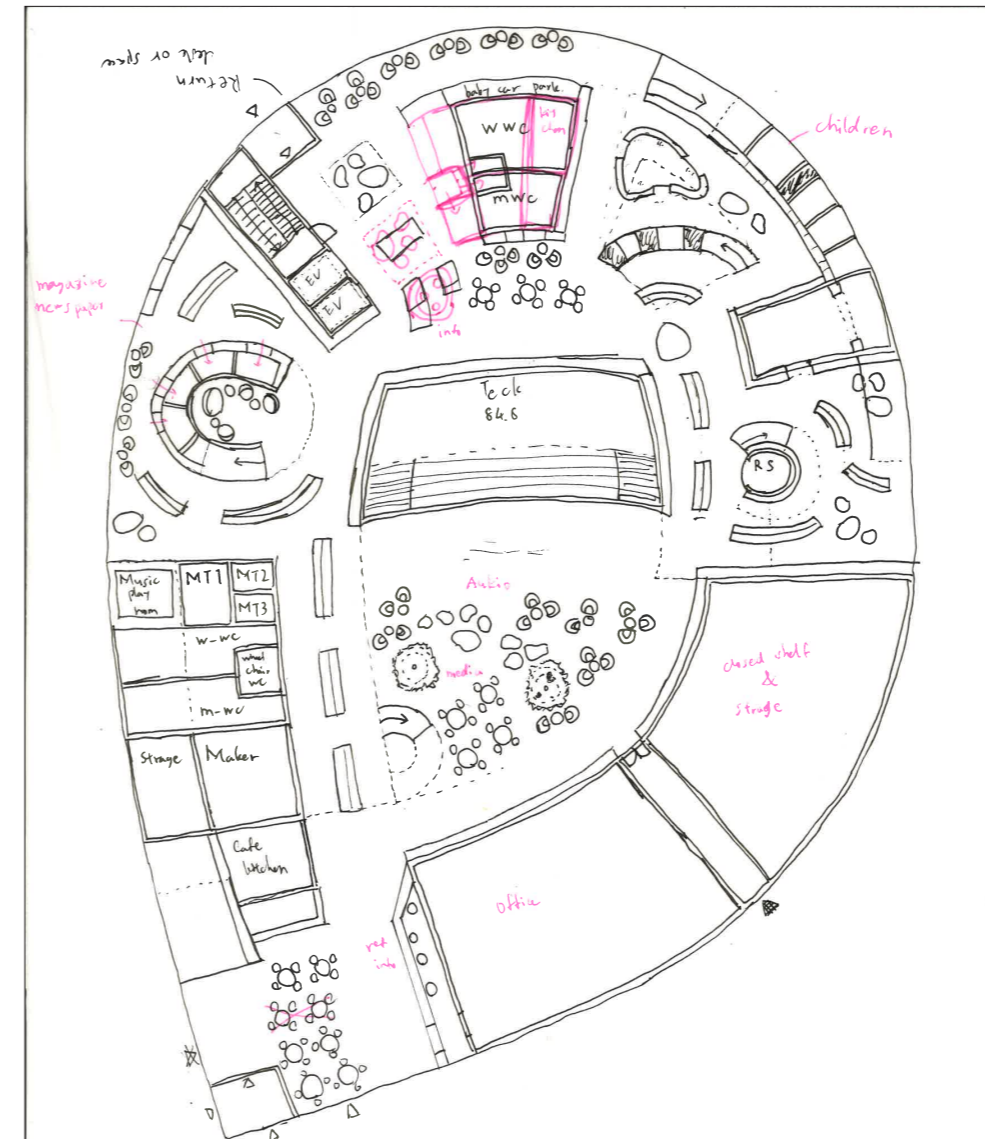 Return
desk or space
baby car park.
WWC
mwc
children
EV
EV
magazine
newspaper
info
Teck
84.6
RS
Music
play
room
MT1
MT2
MT3
w-wc
wheel
chair
wc
m-wc
Audio
media
closed shelf
&
strage
Strage
Maker
Cafe
kitchen
office
ref
info